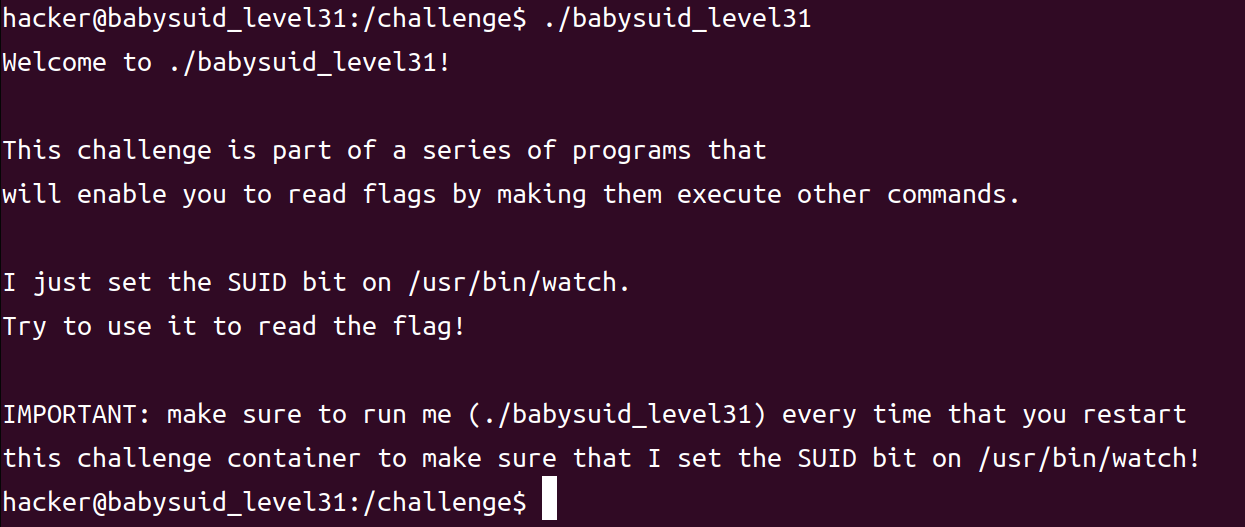 hacker@babysuid_level31:/challenge$ ./babysuid_level31
Welcome to ./babysuid_level31!
This challenge is part of a series of programs that
will enable you to read flags by making them execute other commands.
I just set the SUID bit on /usr/bin/watch.
Try to use it to read the flag!
IMPORTANT: make sure to run me (./babysuid_level31) every time that you restart
this challenge container to make sure that I set the SUID bit on /usr/bin/watch!
hacker@babysuid_level31:/challenge$